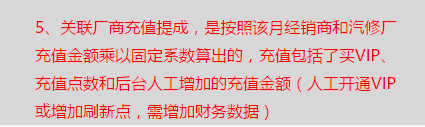 5、关联厂商充值提成，是按照该月经销商和汽修厂
充值金额乘以固定系数算出的，充值包括了买VIP、
充值点数和后台人工增加的充值金额（人工开通VIP
或增加刷新点，需增加财务数据）